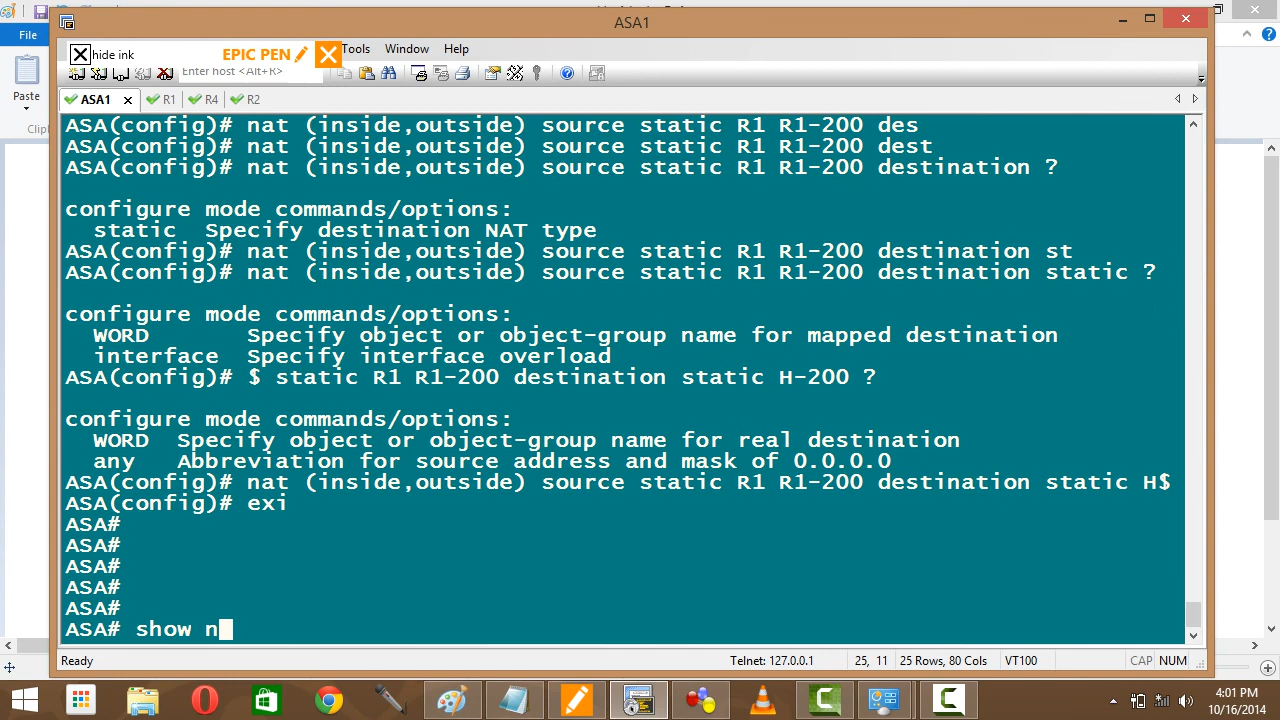 ASA1
File
hide ink
EPIC PEN
Tools Window Help
Enter host <Alt+R>
Paste
ASA1 R1 R4 R2
Clipl
ASA(config)# nat (inside,outside) source static R1 R1-200 des
ASA(config)# nat (inside,outside) source static R1 R1-200 dest
ASA(config)# nat (inside,outside) source static R1 R1-200 destination ?
configure mode commands/options:
static Specify destination NAT type
ASA(config)# nat (inside,outside) source static R1 R1-200 destination st
ASA(config)# nat (inside,outside) source static R1 R1-200 destination static ?
configure mode commands/options:
WORD Specify object or object-group name for mapped destination
interface Specify interface overload
ASA(config)# $ static R1 R1-200 destination static H-200 ?
configure mode commands/options:
WORD Specify object or object-group name for real destination
any Abbreviation for source address and mask of 0.0.0.0
ASA(config)# nat (inside,outside) source static R1 R1-200 destination static H$
ASA(config)# exi
ASA#
ASA#
ASA#
ASA#
ASA#
ASA# show n
Ready Telnet: 127.0.0.1 25, 11 25 Rows, 80 Cols VT100 CAP NUM
4:01 PM
10/16/2014